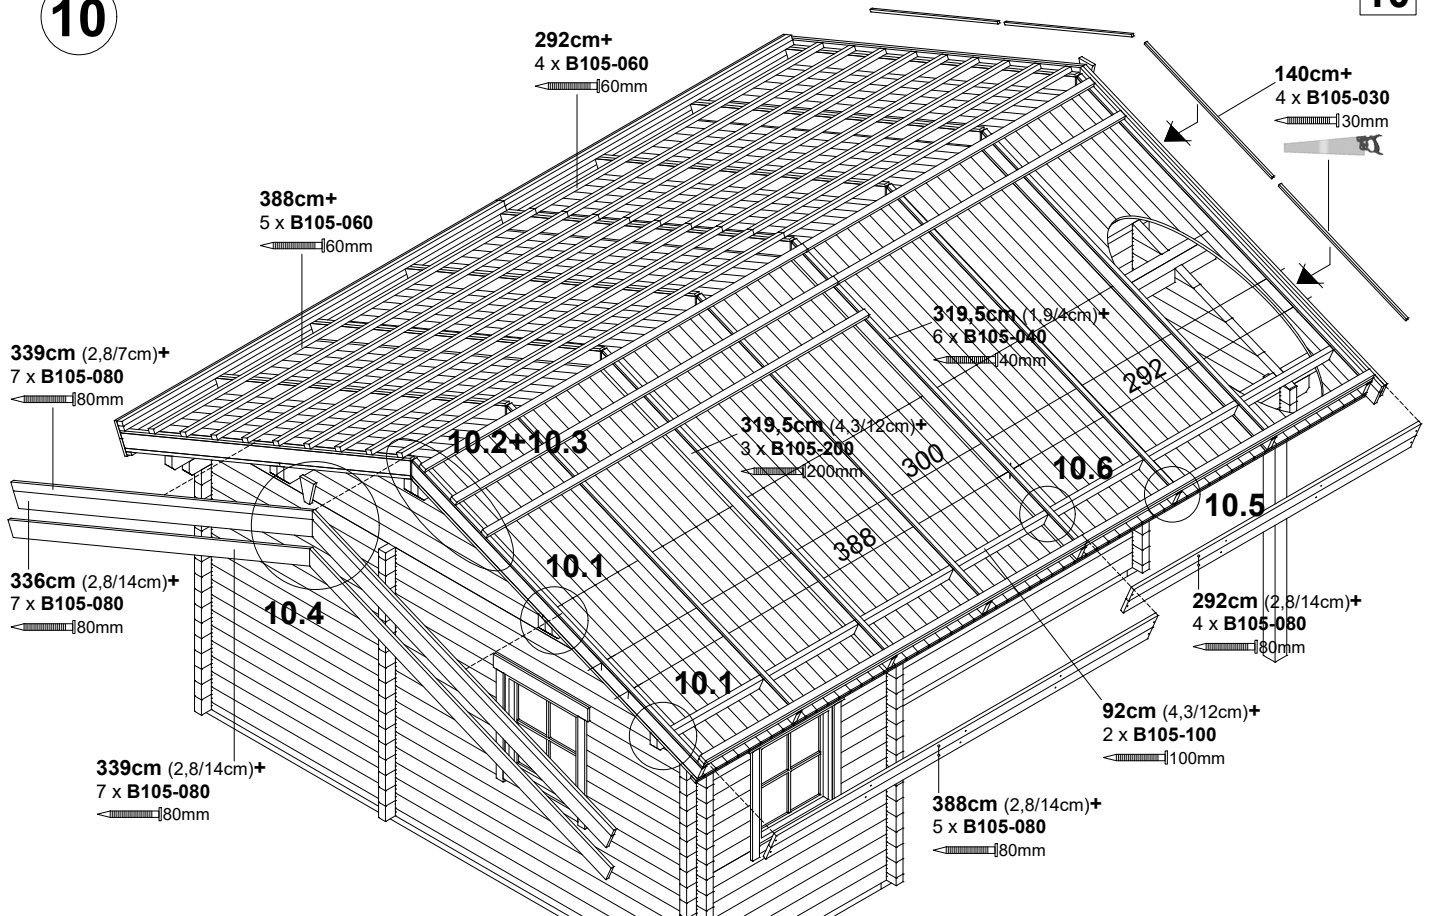 10
10
292cm+
4 x B105-060
60mm
140cm+
4 x B105-030
30mm
388cm+
5 x B105-060
60mm
339cm (2,8/7cm)+
7 x B105-080
80mm
319,5cm (1,9/4cm)+
6 x B105-040
40mm
292
10.2+10.3
319,5cm (4,3/12cm)+
3 x B105-200
200mm
300
388
10.6
10.5
10.1
336cm (2,8/14cm)+
7 x B105-080
80mm
10.4
292cm (2,8/14cm)+
4 x B105-080
80mm
10.1
92cm (4,3/12cm)+
2 x B105-100
100mm
339cm (2,8/14cm)+
7 x B105-080
80mm
388cm (2,8/14cm)+
5 x B105-080
80mm